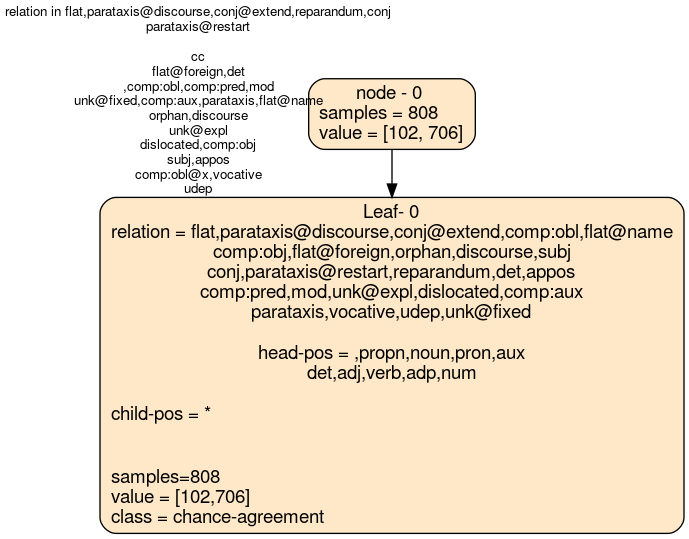 relation in flat,parataxis@discourse,conj@extend,reparandum,conj
parataxis@restart
cc
flat@foreign,det
,comp:obl,comp:pred,mod
unk@fixed,comp:aux,parataxis,flat@name
orphan,discourse
unk@expl
dislocated,comp:obj
subj,appos
comp:obl@x,vocative
udep
node - 0
samples = 808
value = [102, 706]
Leaf- 0
relation = flat,parataxis@discourse,conj@extend,comp:obl,flat@name
comp:obj,flat@foreign,orphan,discourse,subj
conj,parataxis@restart,reparandum,det,appos
comp:pred,mod,unk@expl,dislocated,comp:aux
parataxis,vocative,udep,unk@fixed
head-pos = ,propn,noun,pron,aux
det,adj,verb,adp,num
child-pos = *
samples=808
value = [102,706]
class = chance-agreement